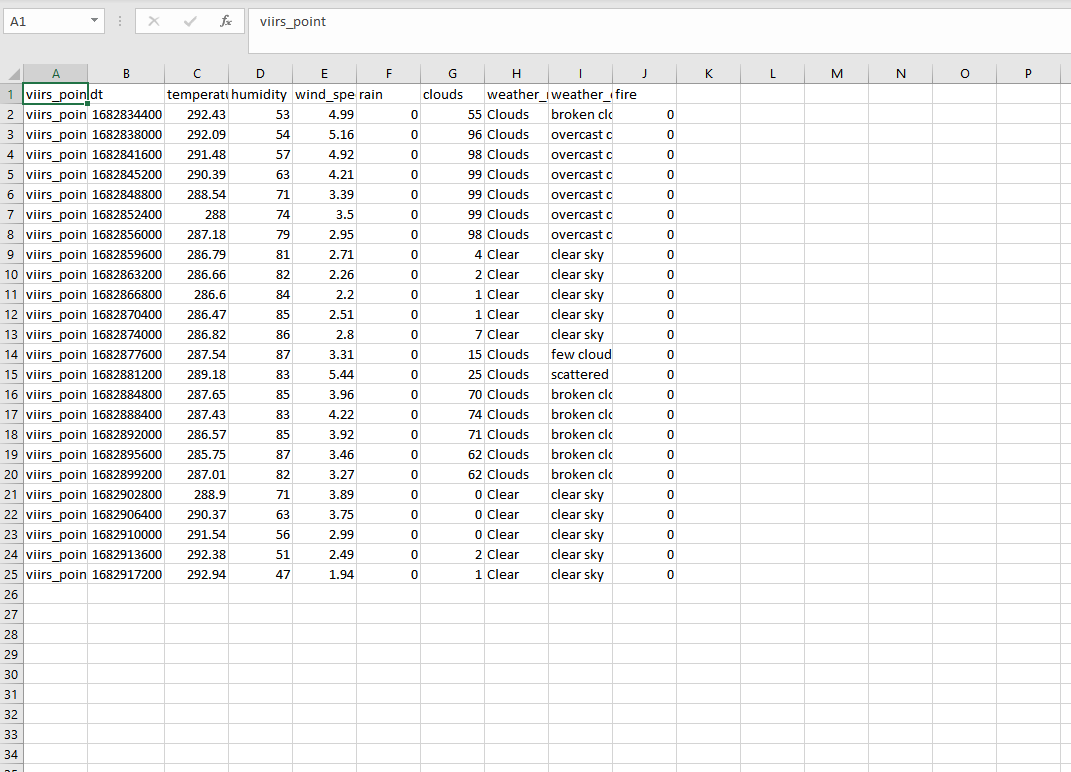 A1 fx viirs_point
A B C D E F G H I J K L M N O P
1 viirs_poin dt temperatu humidity wind_spe rain clouds weather_ weather_ fire
2 viirs_poin 1682834400 292.43 53 4.99 0 55 Clouds broken clo 0
3 viirs_poin 1682838000 292.09 54 5.16 0 96 Clouds overcast c 0
4 viirs_poin 1682841600 291.48 57 4.92 0 98 Clouds overcast c 0
5 viirs_poin 1682845200 290.39 63 4.21 0 99 Clouds overcast c 0
6 viirs_poin 1682848800 288.54 71 3.39 0 99 Clouds overcast c 0
7 viirs_poin 1682852400 288 74 3.5 0 99 Clouds overcast c 0
8 viirs_poin 1682856000 287.18 79 2.95 0 98 Clouds overcast c 0
9 viirs_poin 1682859600 286.79 81 2.71 0 4 Clear clear sky 0
10 viirs_poin 1682863200 286.66 82 2.26 0 2 Clear clear sky 0
11 viirs_poin 1682866800 286.6 84 2.2 0 1 Clear clear sky 0
12 viirs_poin 1682870400 286.47 85 2.51 0 1 Clear clear sky 0
13 viirs_poin 1682874000 286.82 86 2.8 0 7 Clear clear sky 0
14 viirs_poin 1682877600 287.54 87 3.31 0 15 Clouds few cloud 0
15 viirs_poin 1682881200 289.18 83 5.44 0 25 Clouds scattered 0
16 viirs_poin 1682884800 287.65 85 3.96 0 70 Clouds broken clo 0
17 viirs_poin 1682888400 287.43 83 4.22 0 74 Clouds broken clo 0
18 viirs_poin 1682892000 286.57 85 3.92 0 71 Clouds broken clo 0
19 viirs_poin 1682895600 285.75 87 3.46 0 62 Clouds broken clo 0
20 viirs_poin 1682899200 287.01 82 3.27 0 62 Clouds broken clo 0
21 viirs_poin 1682902800 288.9 71 3.89 0 0 Clear clear sky 0
22 viirs_poin 1682906400 290.37 63 3.75 0 0 Clear clear sky 0
23 viirs_poin 1682910000 291.54 56 2.99 0 0 Clear clear sky 0
24 viirs_poin 1682913600 292.38 51 2.49 0 2 Clear clear sky 0
25 viirs_poin 1682917200 292.94 47 1.94 0 1 Clear clear sky 0
26
27
28
29
30
31
32
33
34